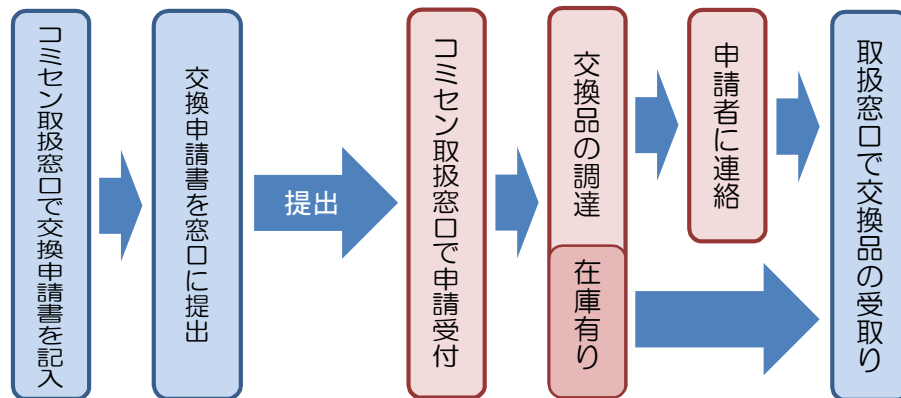 コミセン取扱窓口で交換申請書を記入
交換申請書を窓口に提出
提出
コミセン取扱窓口で申請受付
交換品の調達
在庫有り
申請者に連絡
取扱窓口で交換品の受取り